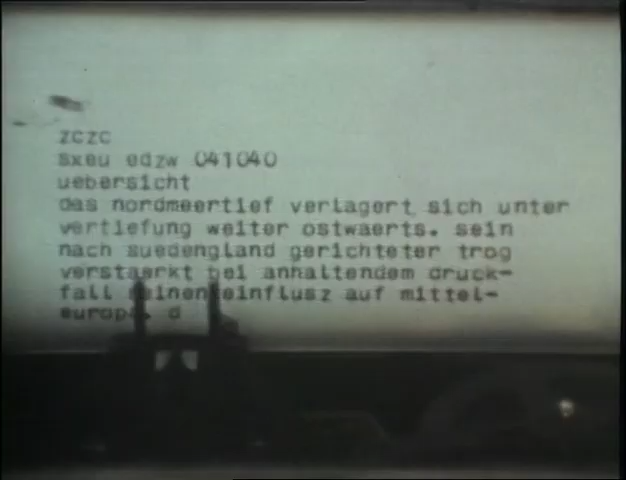 zczc
sxeu edzw 041040
uebersicht
das nordmeertief verlagert sich unter
vertiefung weiter ostwaerts. sein
nach suedengland gerichteter trog
verstaerkt bei anhaltendem druck-
fall seinen einflusz auf mittel-
europa. d